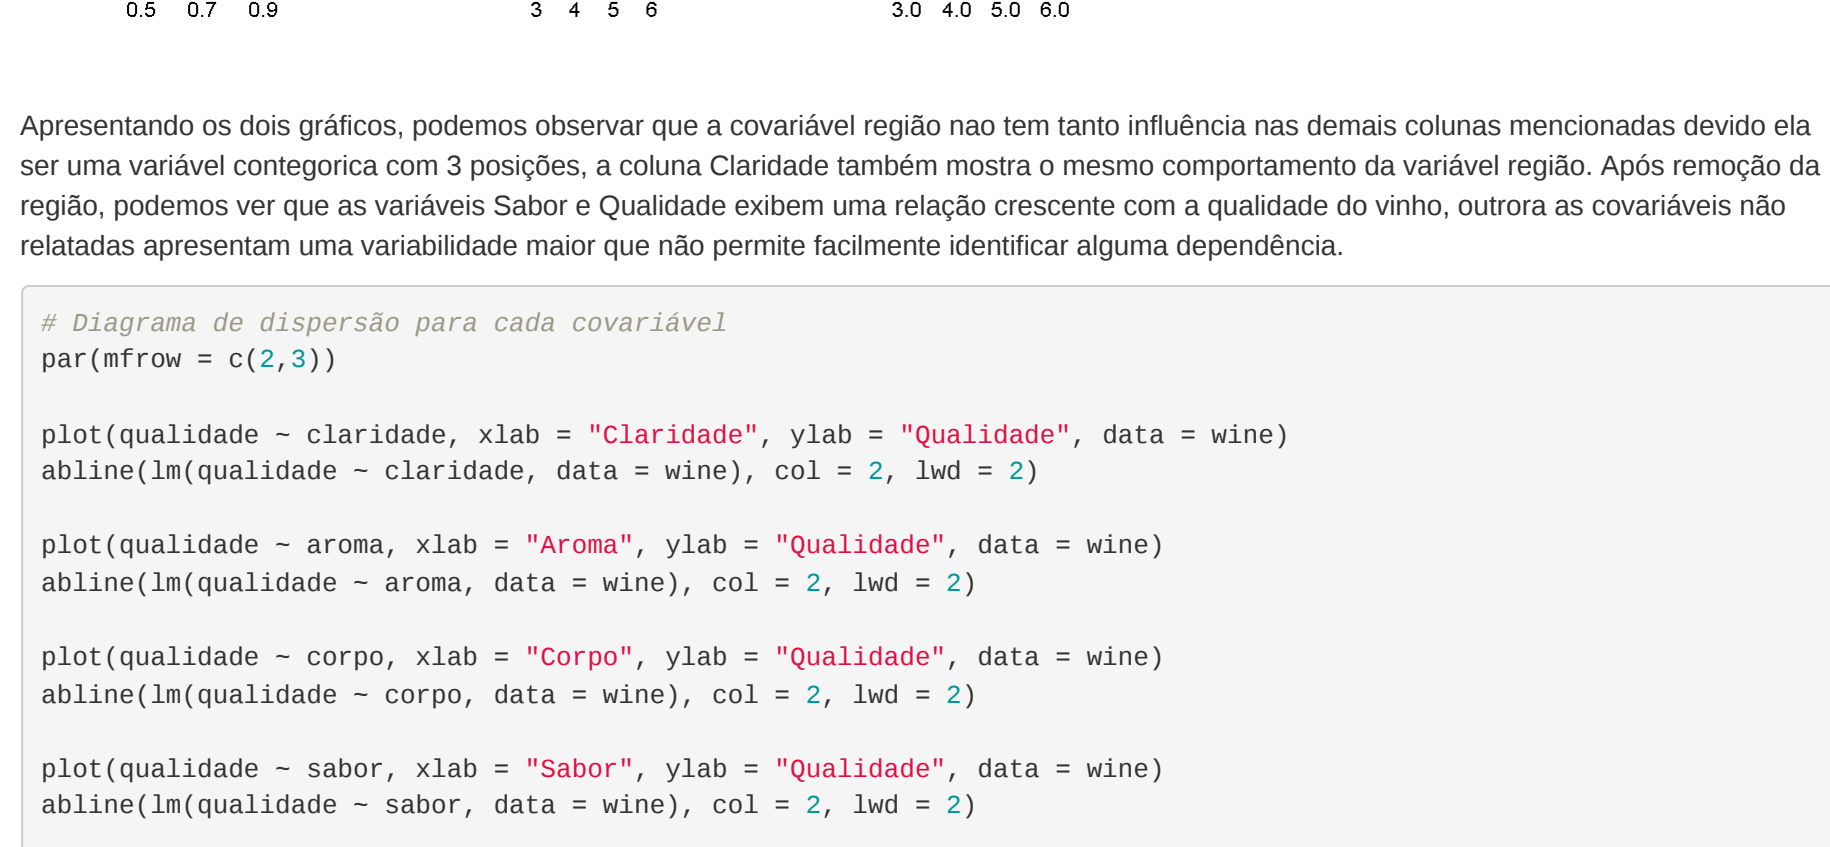 0.5 0.7 0.9 3 4 5 6 3.0 4.0 5.0 6.0
Apresentando os dois gráficos, podemos observar que a covariável região nao tem tanto influência nas demais colunas mencionadas devido ela
ser uma variável contegorica com 3 posições, a coluna Claridade também mostra o mesmo comportamento da variável região. Após remoção da
região, podemos ver que as variáveis Sabor e Qualidade exibem uma relação crescente com a qualidade do vinho, outrora as covariáveis não
relatadas apresentam uma variabilidade maior que não permite facilmente identificar alguma dependência.
# Diagrama de dispersão para cada covariável
par(mfrow = c(2,3))
plot(qualidade ~ claridade, xlab = "Claridade", ylab = "Qualidade", data = wine)
abline(lm(qualidade ~ claridade, data = wine), col = 2, lwd = 2)
plot(qualidade ~ aroma, xlab = "Aroma", ylab = "Qualidade", data = wine)
abline(lm(qualidade ~ aroma, data = wine), col = 2, lwd = 2)
plot(qualidade ~ corpo, xlab = "Corpo", ylab = "Qualidade", data = wine)
abline(lm(qualidade ~ corpo, data = wine), col = 2, lwd = 2)
plot(qualidade ~ sabor, xlab = "Sabor", ylab = "Qualidade", data = wine)
abline(lm(qualidade ~ sabor, data = wine), col = 2, lwd = 2)